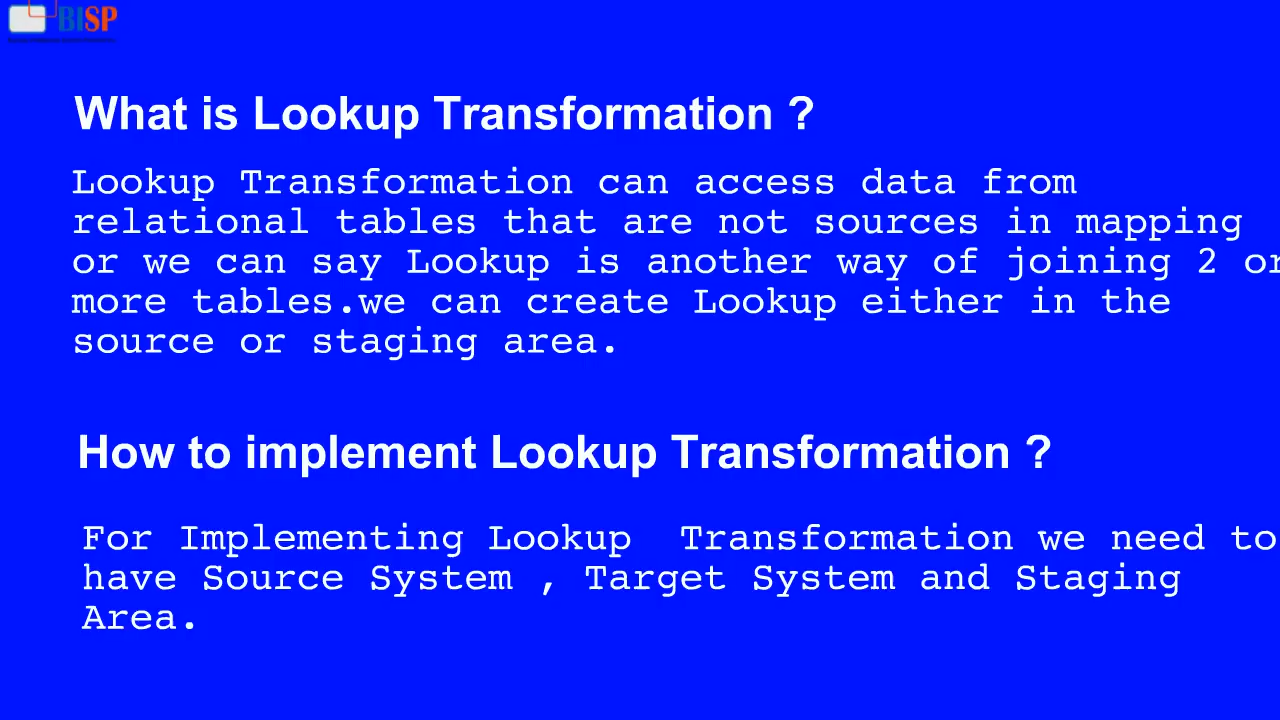 BISP
What is Lookup Transformation ?
Lookup Transformation can access data from
relational tables that are not sources in mapping
or we can say Lookup is another way of joining 2 or
more tables.we can create Lookup either in the
source or staging area.
How to implement Lookup Transformation ?
For Implementing Lookup  Transformation we need to
have Source System , Target System and Staging
Area.